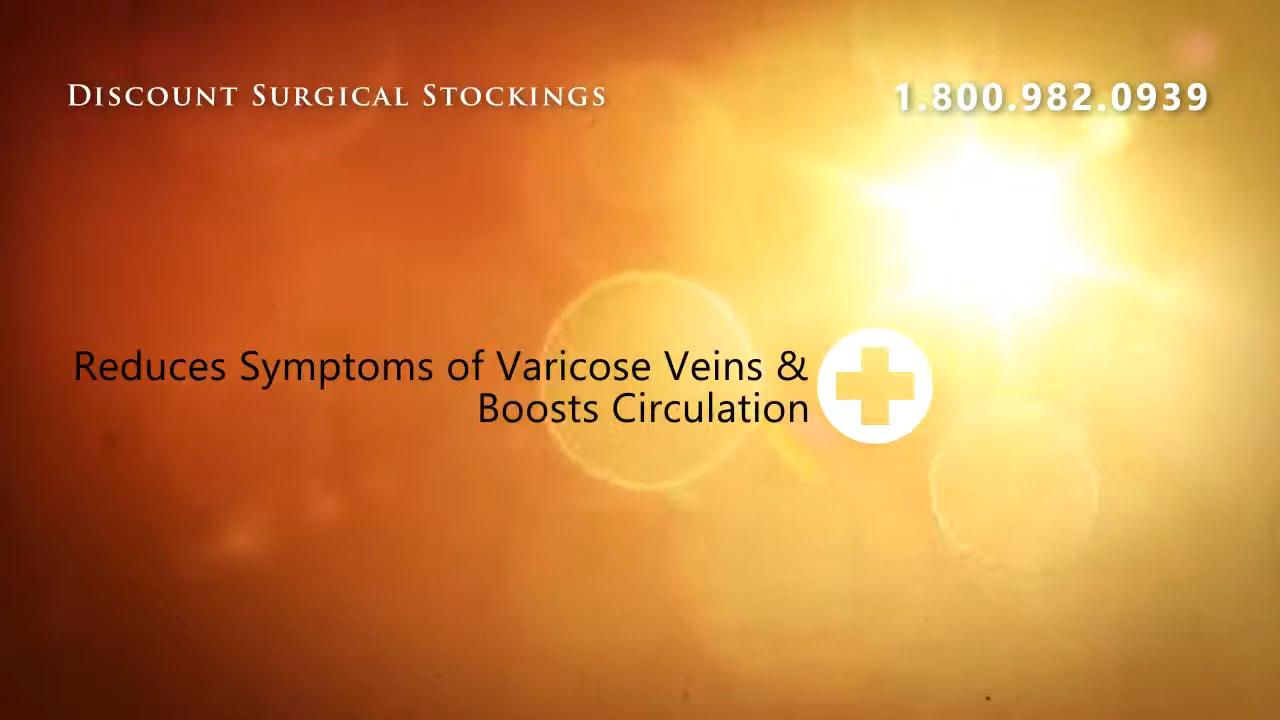 Discount Surgical Stockings
1.800.982.0939
Reduces Symptoms of Varicose Veins &
Boosts Circulation